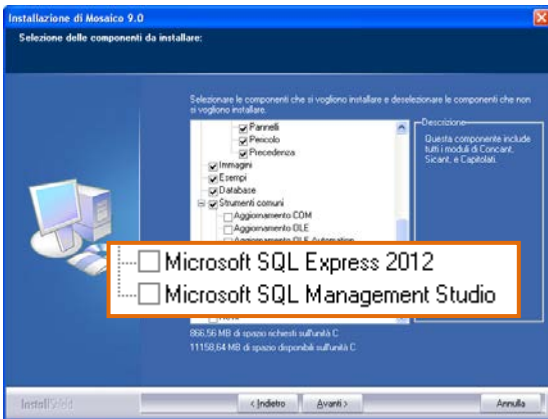 Installazione di Mosaico 9.0
Selezione delle componenti da installare:
Selezionare le componenti che si vogliono installare e deselezionare le componenti che non
si vogliono installare.
Pannelli
Pericolo
Precedenza
Immagini
Esempi
Database
Strumenti comuni
Aggiornamento COM
Aggiornamento OLE
Aggiornamento OLE Automation
Descrizione
Questa componente include
tutti i moduli di Concant,
Sicant, e Capitolati.
Microsoft SQL Express 2012
Microsoft SQL Management Studio
866,56 MB di spazio richiesti sull'unità C
11158,64 MB di spazio disponibili sull'unità C
InstallShield
< Indietro
Avanti >
Annulla